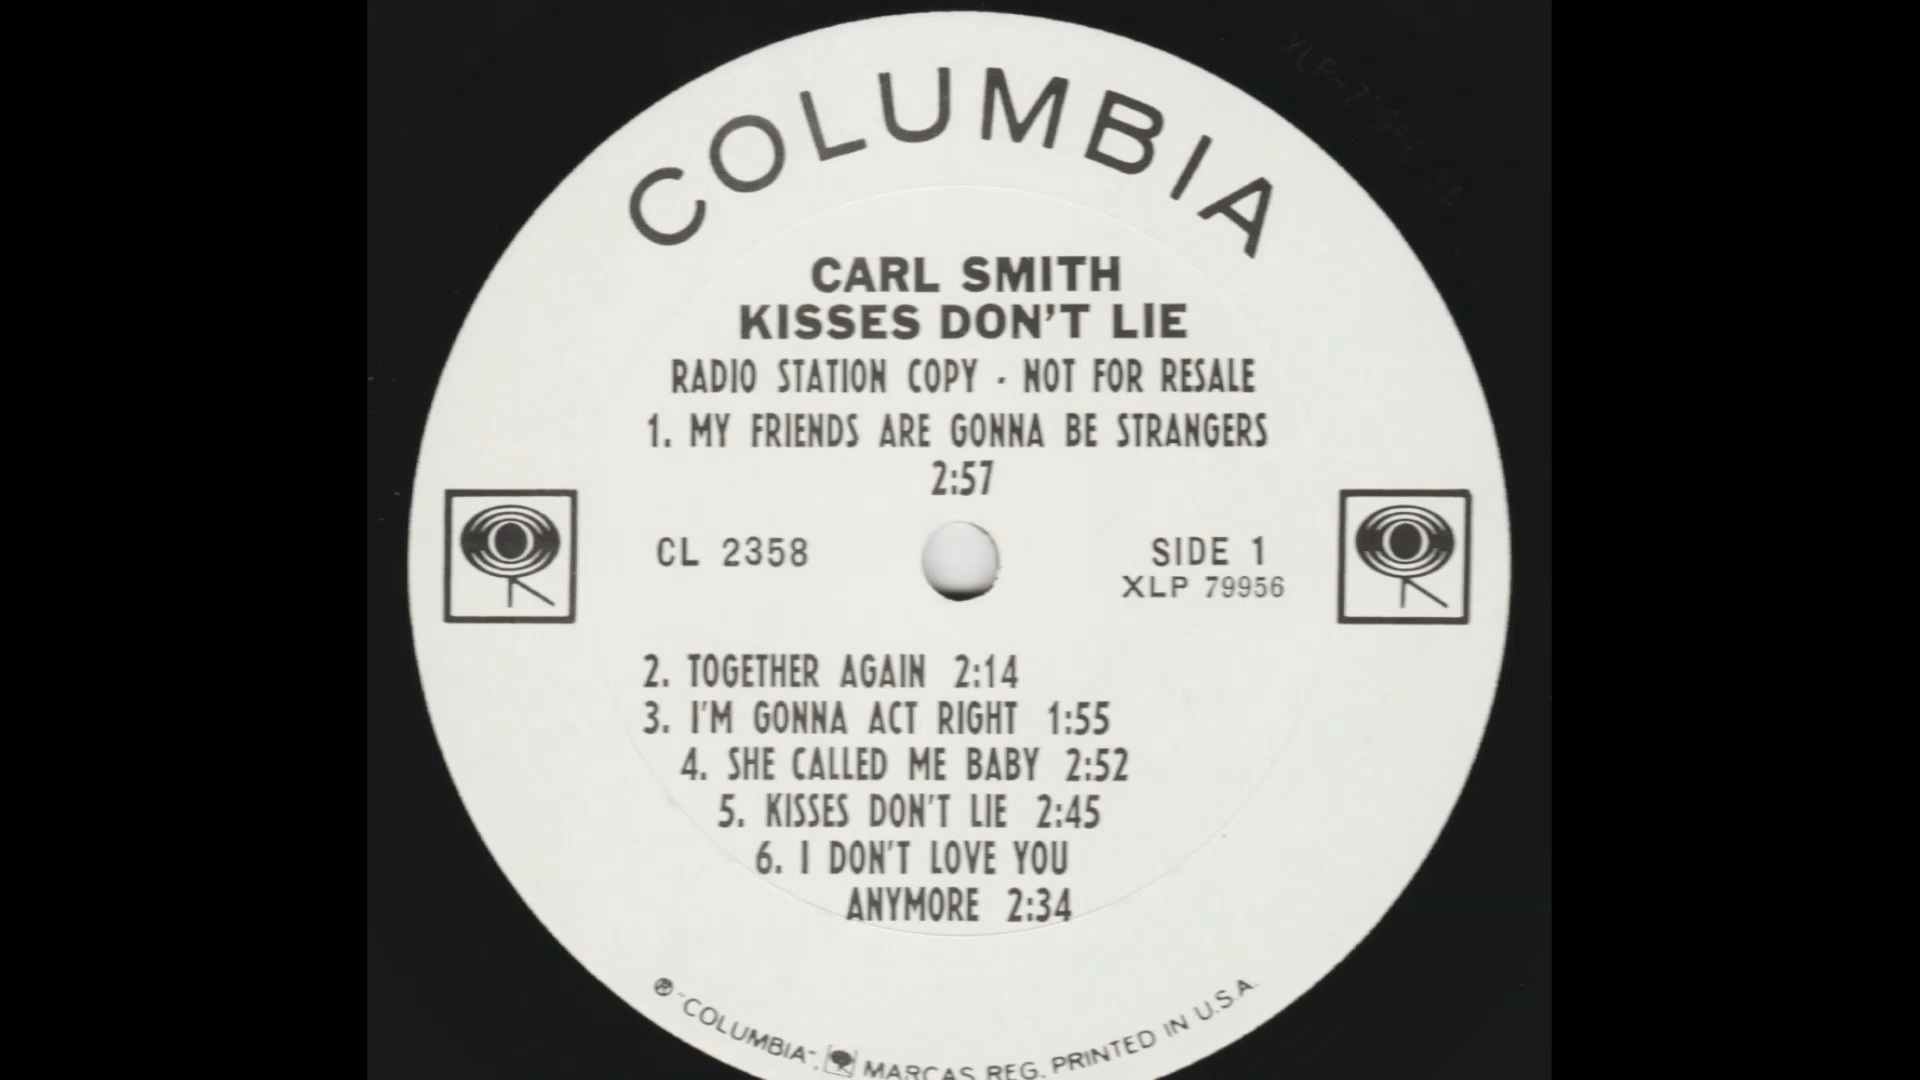 COLUMBIA
CARL SMITH
KISSES DON'T LIE
RADIO STATION COPY - NOT FOR RESALE
1. MY FRIENDS ARE GONNA BE STRANGERS
2:57
CL 2358
SIDE 1
XLP 79956
2. TOGETHER AGAIN 2:14
3. I'M GONNA ACT RIGHT 1:55
4. SHE CALLED ME BABY 2:52
5. KISSES DON'T LIE 2:45
6. I DON'T LOVE YOU
ANYMORE 2:34
® "COLUMBIA", MARCAS REG. PRINTED IN U.S.A.